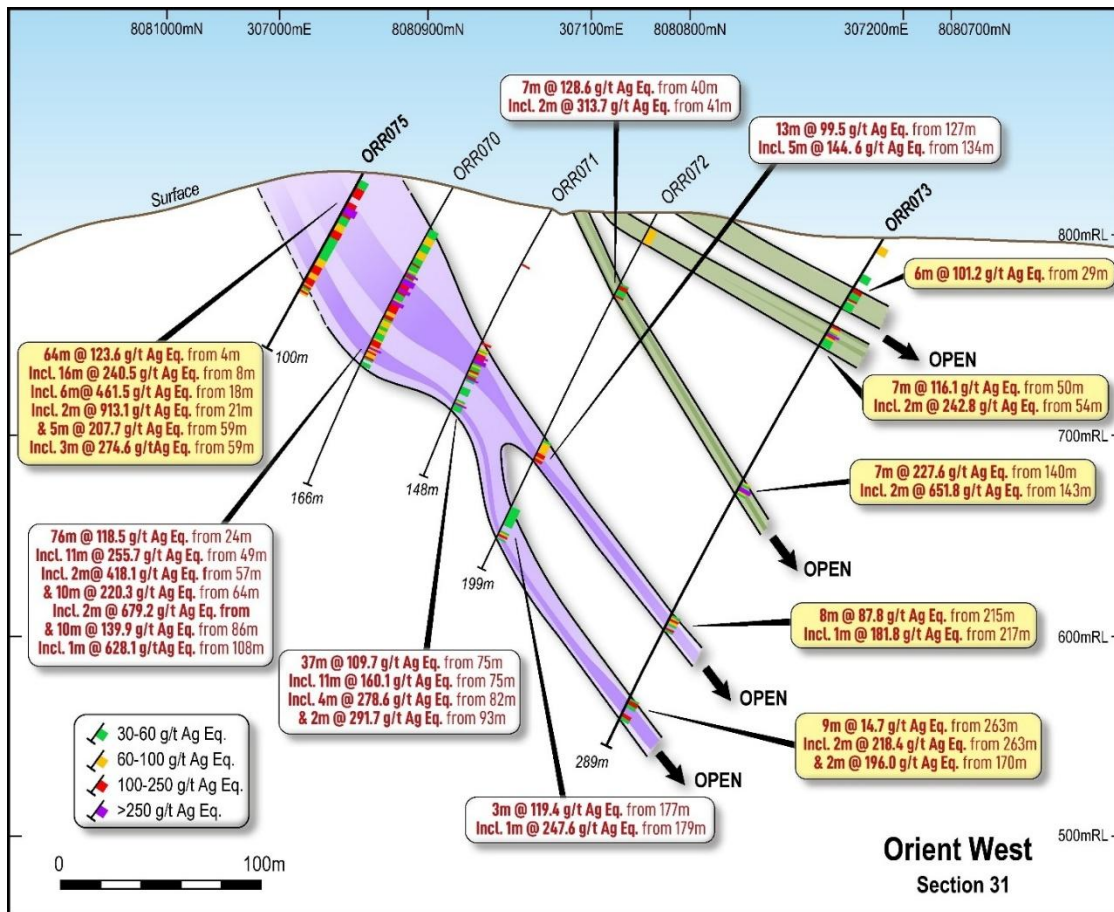 8081000mN
307000mE
8080900mN
307100mE
8080800mN
307200mE
8080700mN
7m @ 128.6 g/t Ag Eq. from 40m
Incl. 2m @ 313.7 g/t Ag Eq. from 41m
13m @ 99.5 g/t Ag Eq. from 127m
Incl. 5m @ 144. 6 g/t Ag Eq. from 134m
ORR075
ORR070
ORR071
ORR072
ORR073
Surface
800mRL
6m @ 101.2 g/t Ag Eq. from 29m
OPEN
64m @ 123.6 g/t Ag Eq. from 4m
Incl. 16m @ 240.5 g/t Ag Eq. from 8m
Incl. 6m@ 461.5 g/t Ag Eq. from 18m
Incl. 2m @ 913.1 g/t Ag Eq. from 21m
& 5m @ 207.7 g/t Ag Eq. from 59m
Incl. 3m @ 274.6 g/tAg Eq. from 59m
100m
7m @ 116.1 g/t Ag Eq. from 50m
Incl. 2m @ 242.8 g/t Ag Eq. from 54m
700mRL
166m
148m
7m @ 227.6 g/t Ag Eq. from 140m
Incl. 2m @ 651.8 g/t Ag Eq. from 143m
76m @ 118.5 g/t Ag Eq. from 24m
Incl. 11m @ 255.7 g/t Ag Eq. from 49m
Incl. 2m@ 418.1 g/t Ag Eq. from 57m
& 10m @ 220.3 g/t Ag Eq. from 64m
Incl. 2m @ 679.2 g/t Ag Eq. from
& 10m @ 139.9 g/t Ag Eq. from 86m
Incl. 1m @ 628.1 g/tAg Eq. from 108m
199m
OPEN
8m @ 87.8 g/t Ag Eq. from 215m
Incl. 1m @ 181.8 g/t Ag Eq. from 217m
600mRL
37m @ 109.7 g/t Ag Eq. from 75m
Incl. 11m @ 160.1 g/t Ag Eq. from 75m
Incl. 4m @ 278.6 g/t Ag Eq. from 82m
& 2m @ 291.7 g/t Ag Eq. from 93m
OPEN
9m @ 14.7 g/t Ag Eq. from 263m
Incl. 2m @ 218.4 g/t Ag Eq. from 263m
& 2m @ 196.0 g/t Ag Eq. from 170m
289m
OPEN
30-60 g/t Ag Eq.
60-100 g/t Ag Eq.
100-250 g/t Ag Eq.
>250 g/t Ag Eq.
3m @ 119.4 g/t Ag Eq. from 177m
Incl. 1m @ 247.6 g/t Ag Eq. from 179m
500mRL
0
100m
Orient West
Section 31